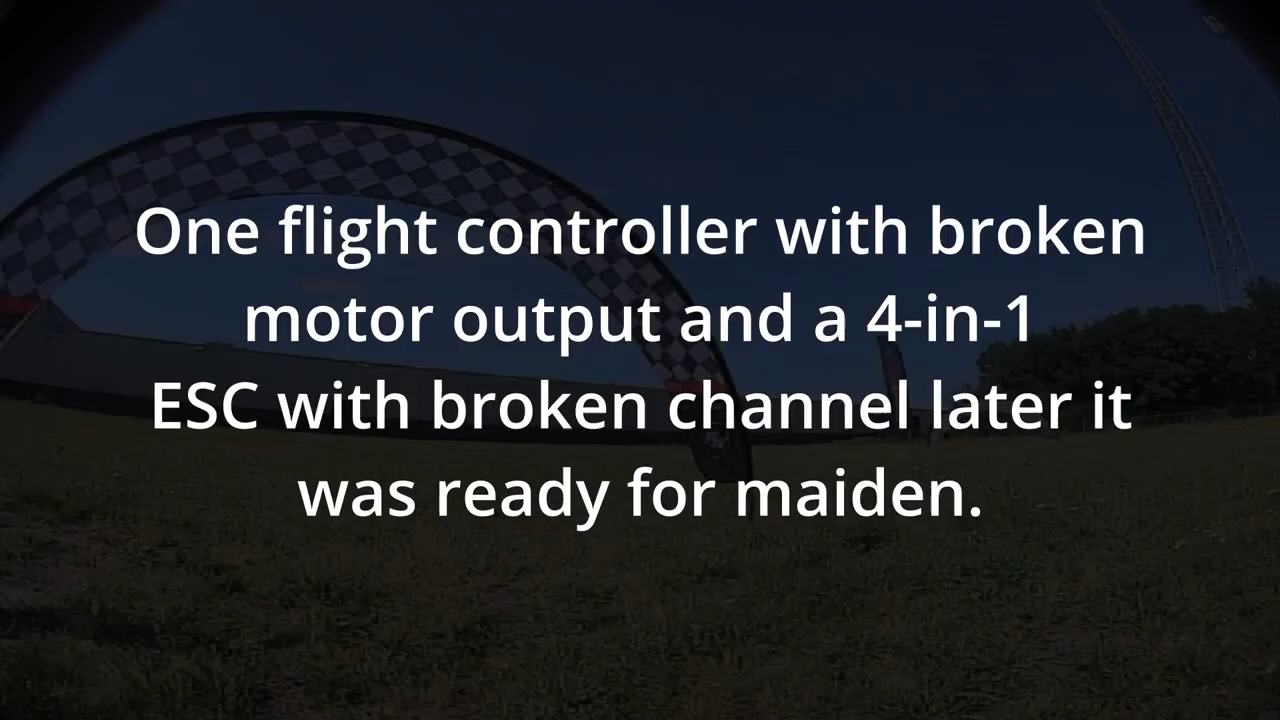 One flight controller with broken
motor output and a 4-in-1
ESC with broken channel later it
was ready for maiden.